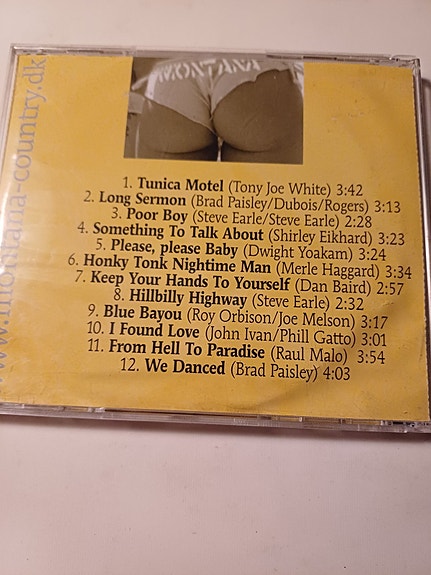 MONTANA
www.montana-country.dk
1. Tunica Motel (Tony Joe White) 3:42
2. Long Sermon (Brad Paisley/Dubois/Rogers) 3:13
3. Poor Boy (Steve Earle/Steve Earle) 2:28
4. Something To Talk About (Shirley Eikhard) 3:23
5. Please, please Baby (Dwight Yoakam) 3:24
6. Honky Tonk Nightime Man (Merle Haggard) 3:34
7. Keep Your Hands To Yourself (Dan Baird) 2:57
8. Hillbilly Highway (Steve Earle) 2:32
9. Blue Bayou (Roy Orbison/Joe Melson) 3:17
10. I Found Love (John Ivan/Phill Gatto) 3:01
11. From Hell To Paradise (Raul Malo) 3:54
12. We Danced (Brad Paisley) 4:03